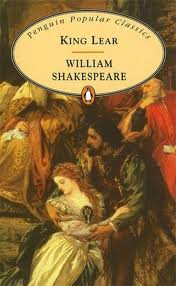 Penguin Popular Classics
KING LEAR
WILLIAM
SHAKESPEARE